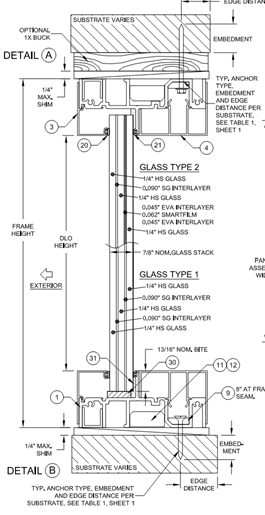 EDGE DISTAN
SUBSTRATE VARIES
OPTIONAL
1X BUCK
EMBEDMENT
DETAIL A
TYP. ANCHOR
TYPE,
EMBEDMENT
AND EDGE
DISTANCE PER
SUBSTRATE,
SEE TABLE 1,
SHEET 1
1/4"
MAX.
SHIM
3
20
21
4
GLASS TYPE 2
1/4" HS GLASS
0.090" SG INTERLAYER
1/4" HS GLASS
0.045" EVA INTERLAYER
0.062" SMARTFILM
0.045" EVA INTERLAYER
1/4" HS GLASS
FRAME
HEIGHT
DLO
HEIGHT
7/8" NOM. GLASS STACK
PAN
ASSE
WID
EXTERIOR
GLASS TYPE 1
1/4" HS GLASS
0.090" SG INTERLAYER
1/4" HS GLASS
0.090" SG INTERLAYER
1/4" HS GLASS
13/16" NOM. BITE
31
30
11 12
1
9
8" AT FRA
SEAM.
1/4" MAX.
SHIM
EMBED-
MENT
DETAIL B
SUBSTRATE VARIES
TYP. ANCHOR TYPE, EMBEDMENT
AND EDGE DISTANCE PER
SUBSTRATE, SEE TABLE 1, SHEET 1
EDGE
DISTANCE